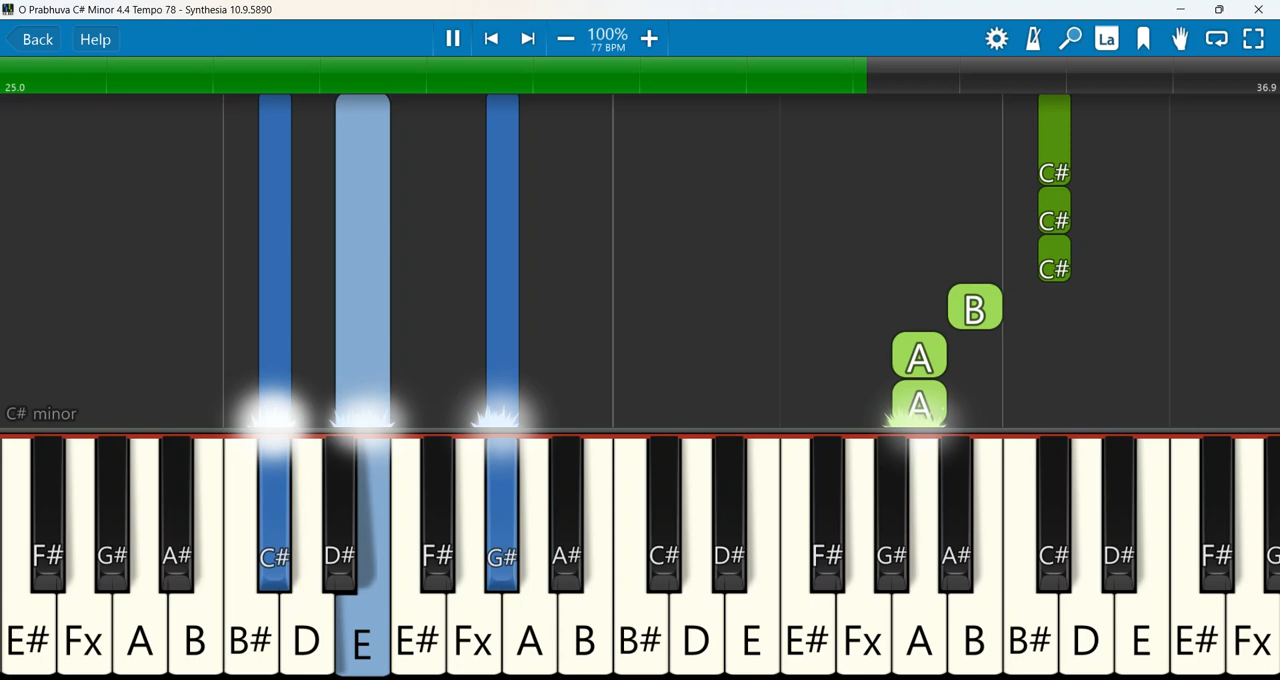 O Prabhuva C# Minor 4.4 Tempo 78 - Synthesia 10.9.5890
Back Help 100% La
77 BPM
25.0 36.9
C#
C#
C#
B
A
A
C# minor
F# G# A# C# D# F# G# A# C# D# F# G# A# C# D# F# G
E# Fx A B B# D E E# Fx A B B# D E E# Fx A B B# D E E# Fx